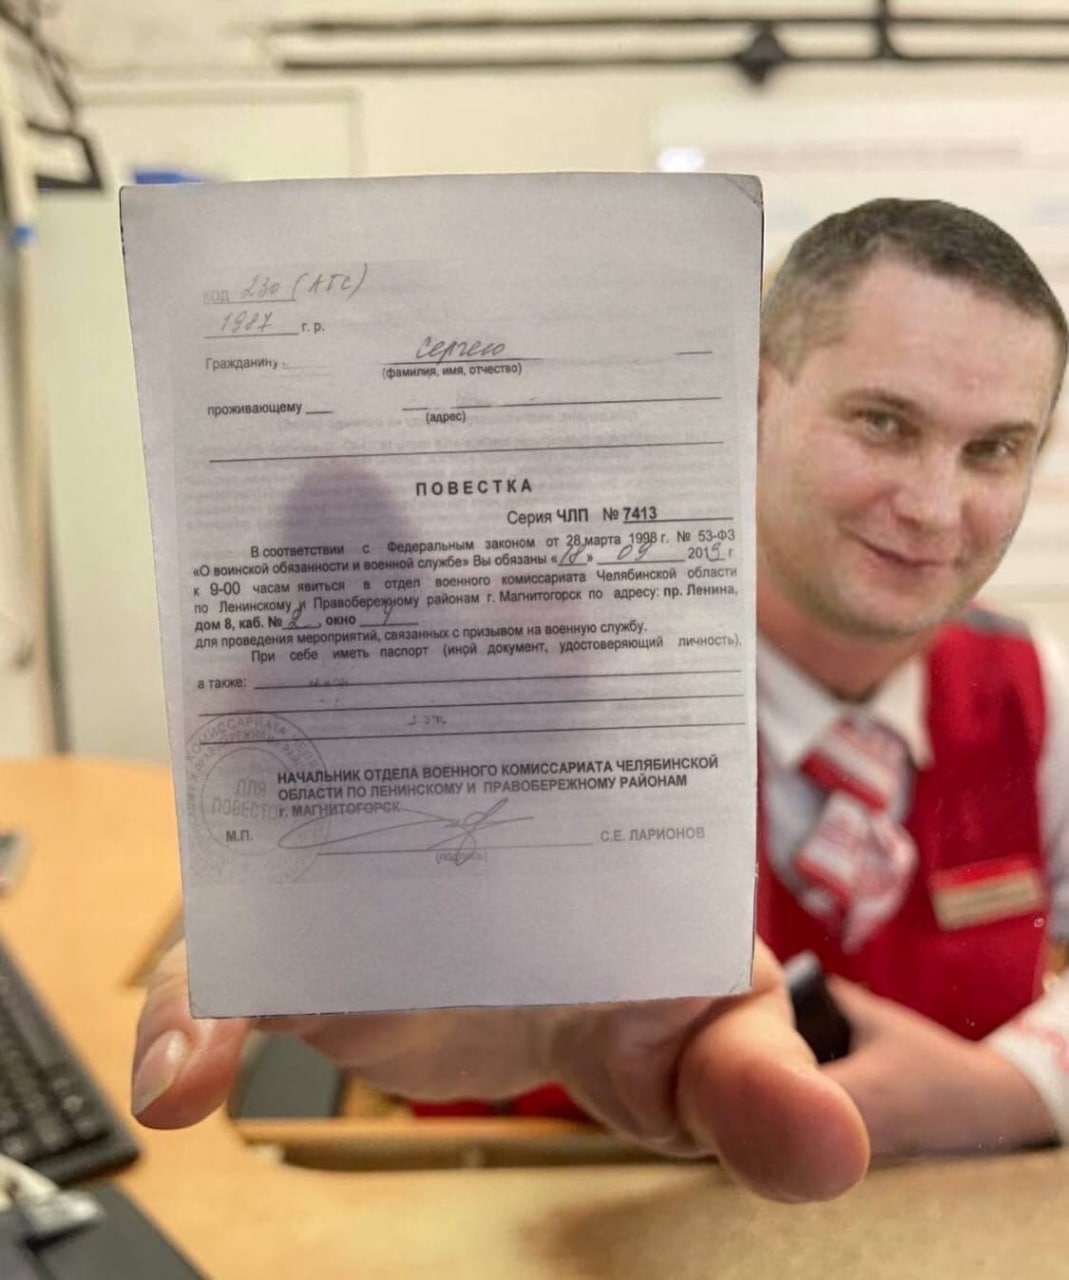 код 230 (АТС)
1987 г. р.
Гражданину Сергею
(фамилия, имя, отчество)
проживающему
(адрес)
ПОВЕСТКА
Серия ЧЛП № 7413
В соответствии с Федеральным законом от 28 марта 1998 г. № 53-ФЗ
«О воинской обязанности и военной службе» Вы обязаны «18» 09 2019 г
к 9-00 часам явиться в отдел военного комиссариата Челябинской области
по Ленинскому и Правобережному районам г. Магнитогорск по адресу: пр. Ленина,
дом 8, каб. № 2, окно
для проведения мероприятий, связанных с призывом на военную службу.
При себе иметь паспорт (иной документ, удостоверяющий личность).
а также:
НАЧАЛЬНИК ОТДЕЛА ВОЕННОГО КОМИССАРИАТА ЧЕЛЯБИНСКОЙ
ОБЛАСТИ ПО ЛЕНИНСКОМУ И ПРАВОБЕРЕЖНОМУ РАЙОНАМ
г. МАГНИТОГОРСК
ДЛЯ
ПОВЕСТОК
М.П. С.Е. ЛАРИОНОВ
(подпись)